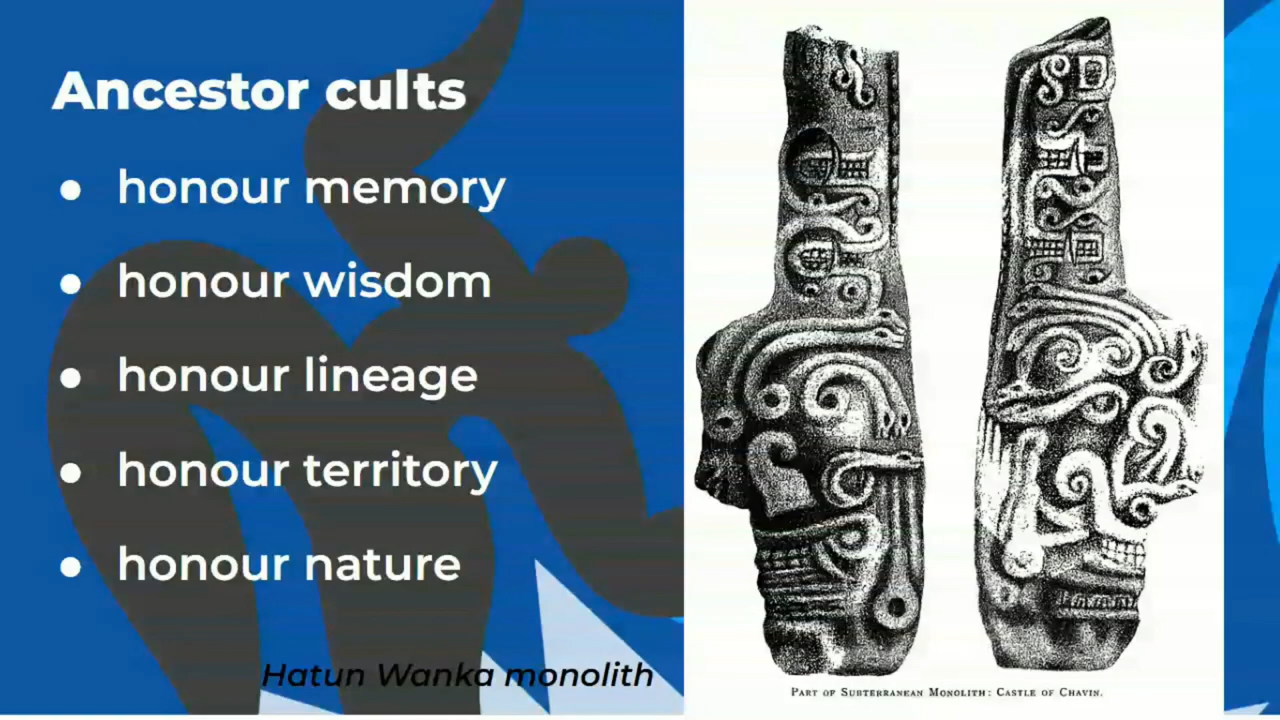 Ancestor cults
• honour memory
• honour wisdom
• honour lineage
• honour territory
• honour nature
Hatun Wanka monolith
PART OF SUBTERRANEAN MONOLITH: CASTLE OF CHAVIN.